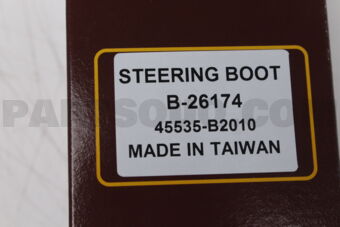 STEERING BOOT
B-26174
45535-B2010
MADE IN TAIWAN